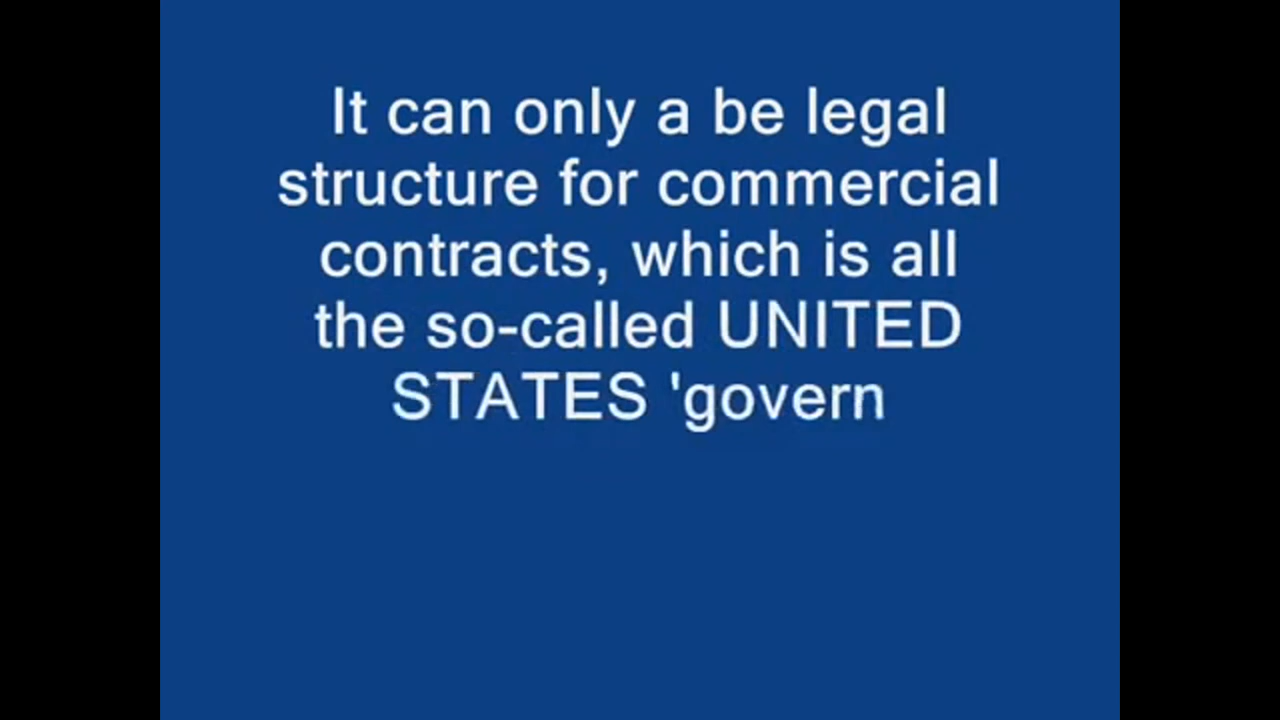 It can only a be legal
structure for commercial
contracts, which is all
the so-called UNITED
STATES 'govern